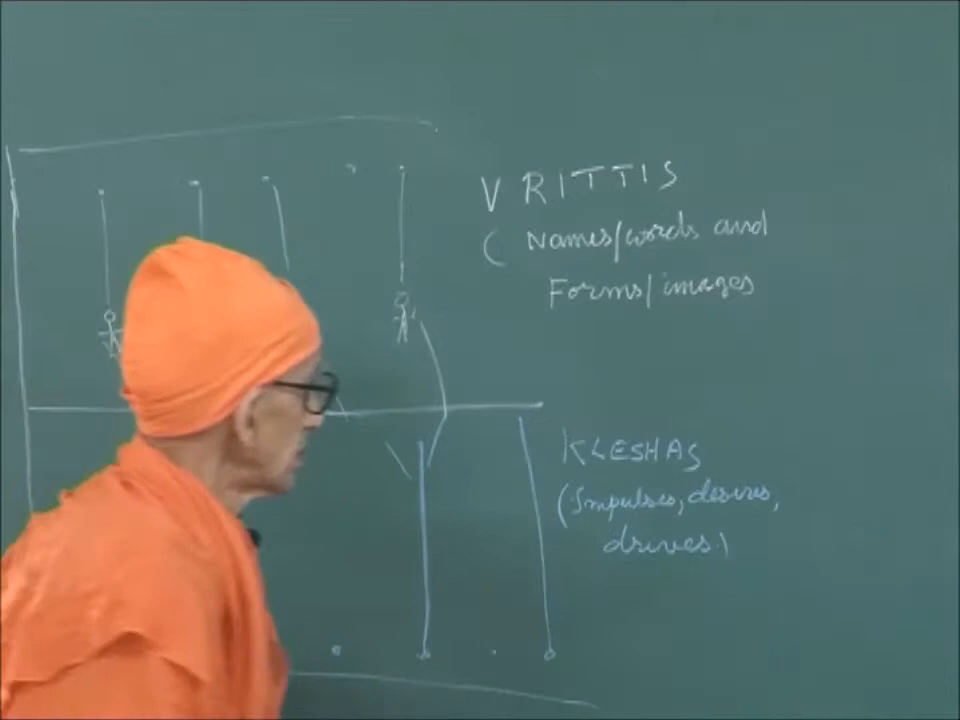 VRITTIS
( Names/words and
Forms/images
KLESHAS
(Impulses, desires,
drives.)